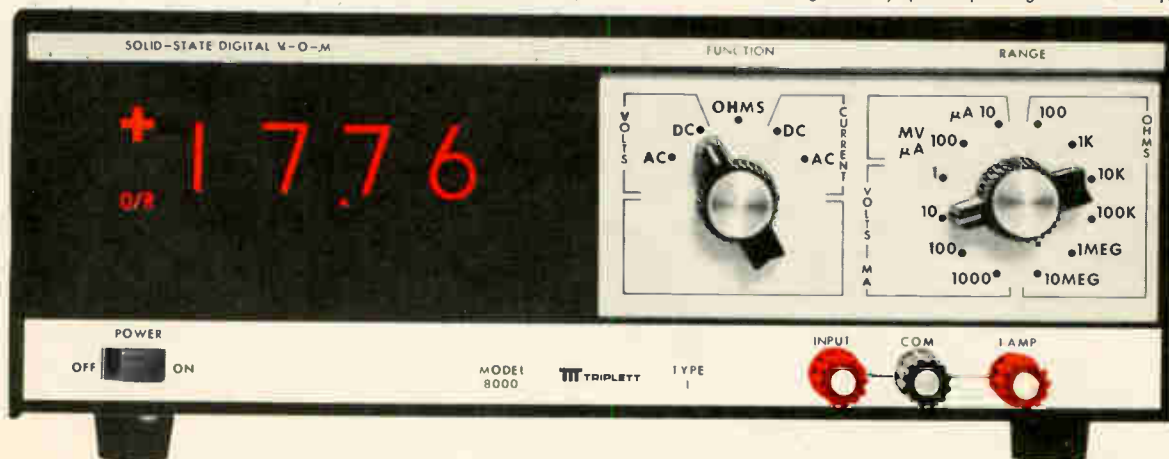 SOLID-STATE DIGITAL V-O-M FUNCTION RANGE
+ 17.76
O/R
VOLTS
AC
DC
OHMS
DC
AC
CURRENT
MV
µA
µA 10
100
1
10
100
1000
VOLTS
MA
100
1K
10K
100K
1MEG
10MEG
OHMS
POWER
OFF ON
MODEL
8000
TRIPLETT
TYPE
1
INPUT COM 1 AMP